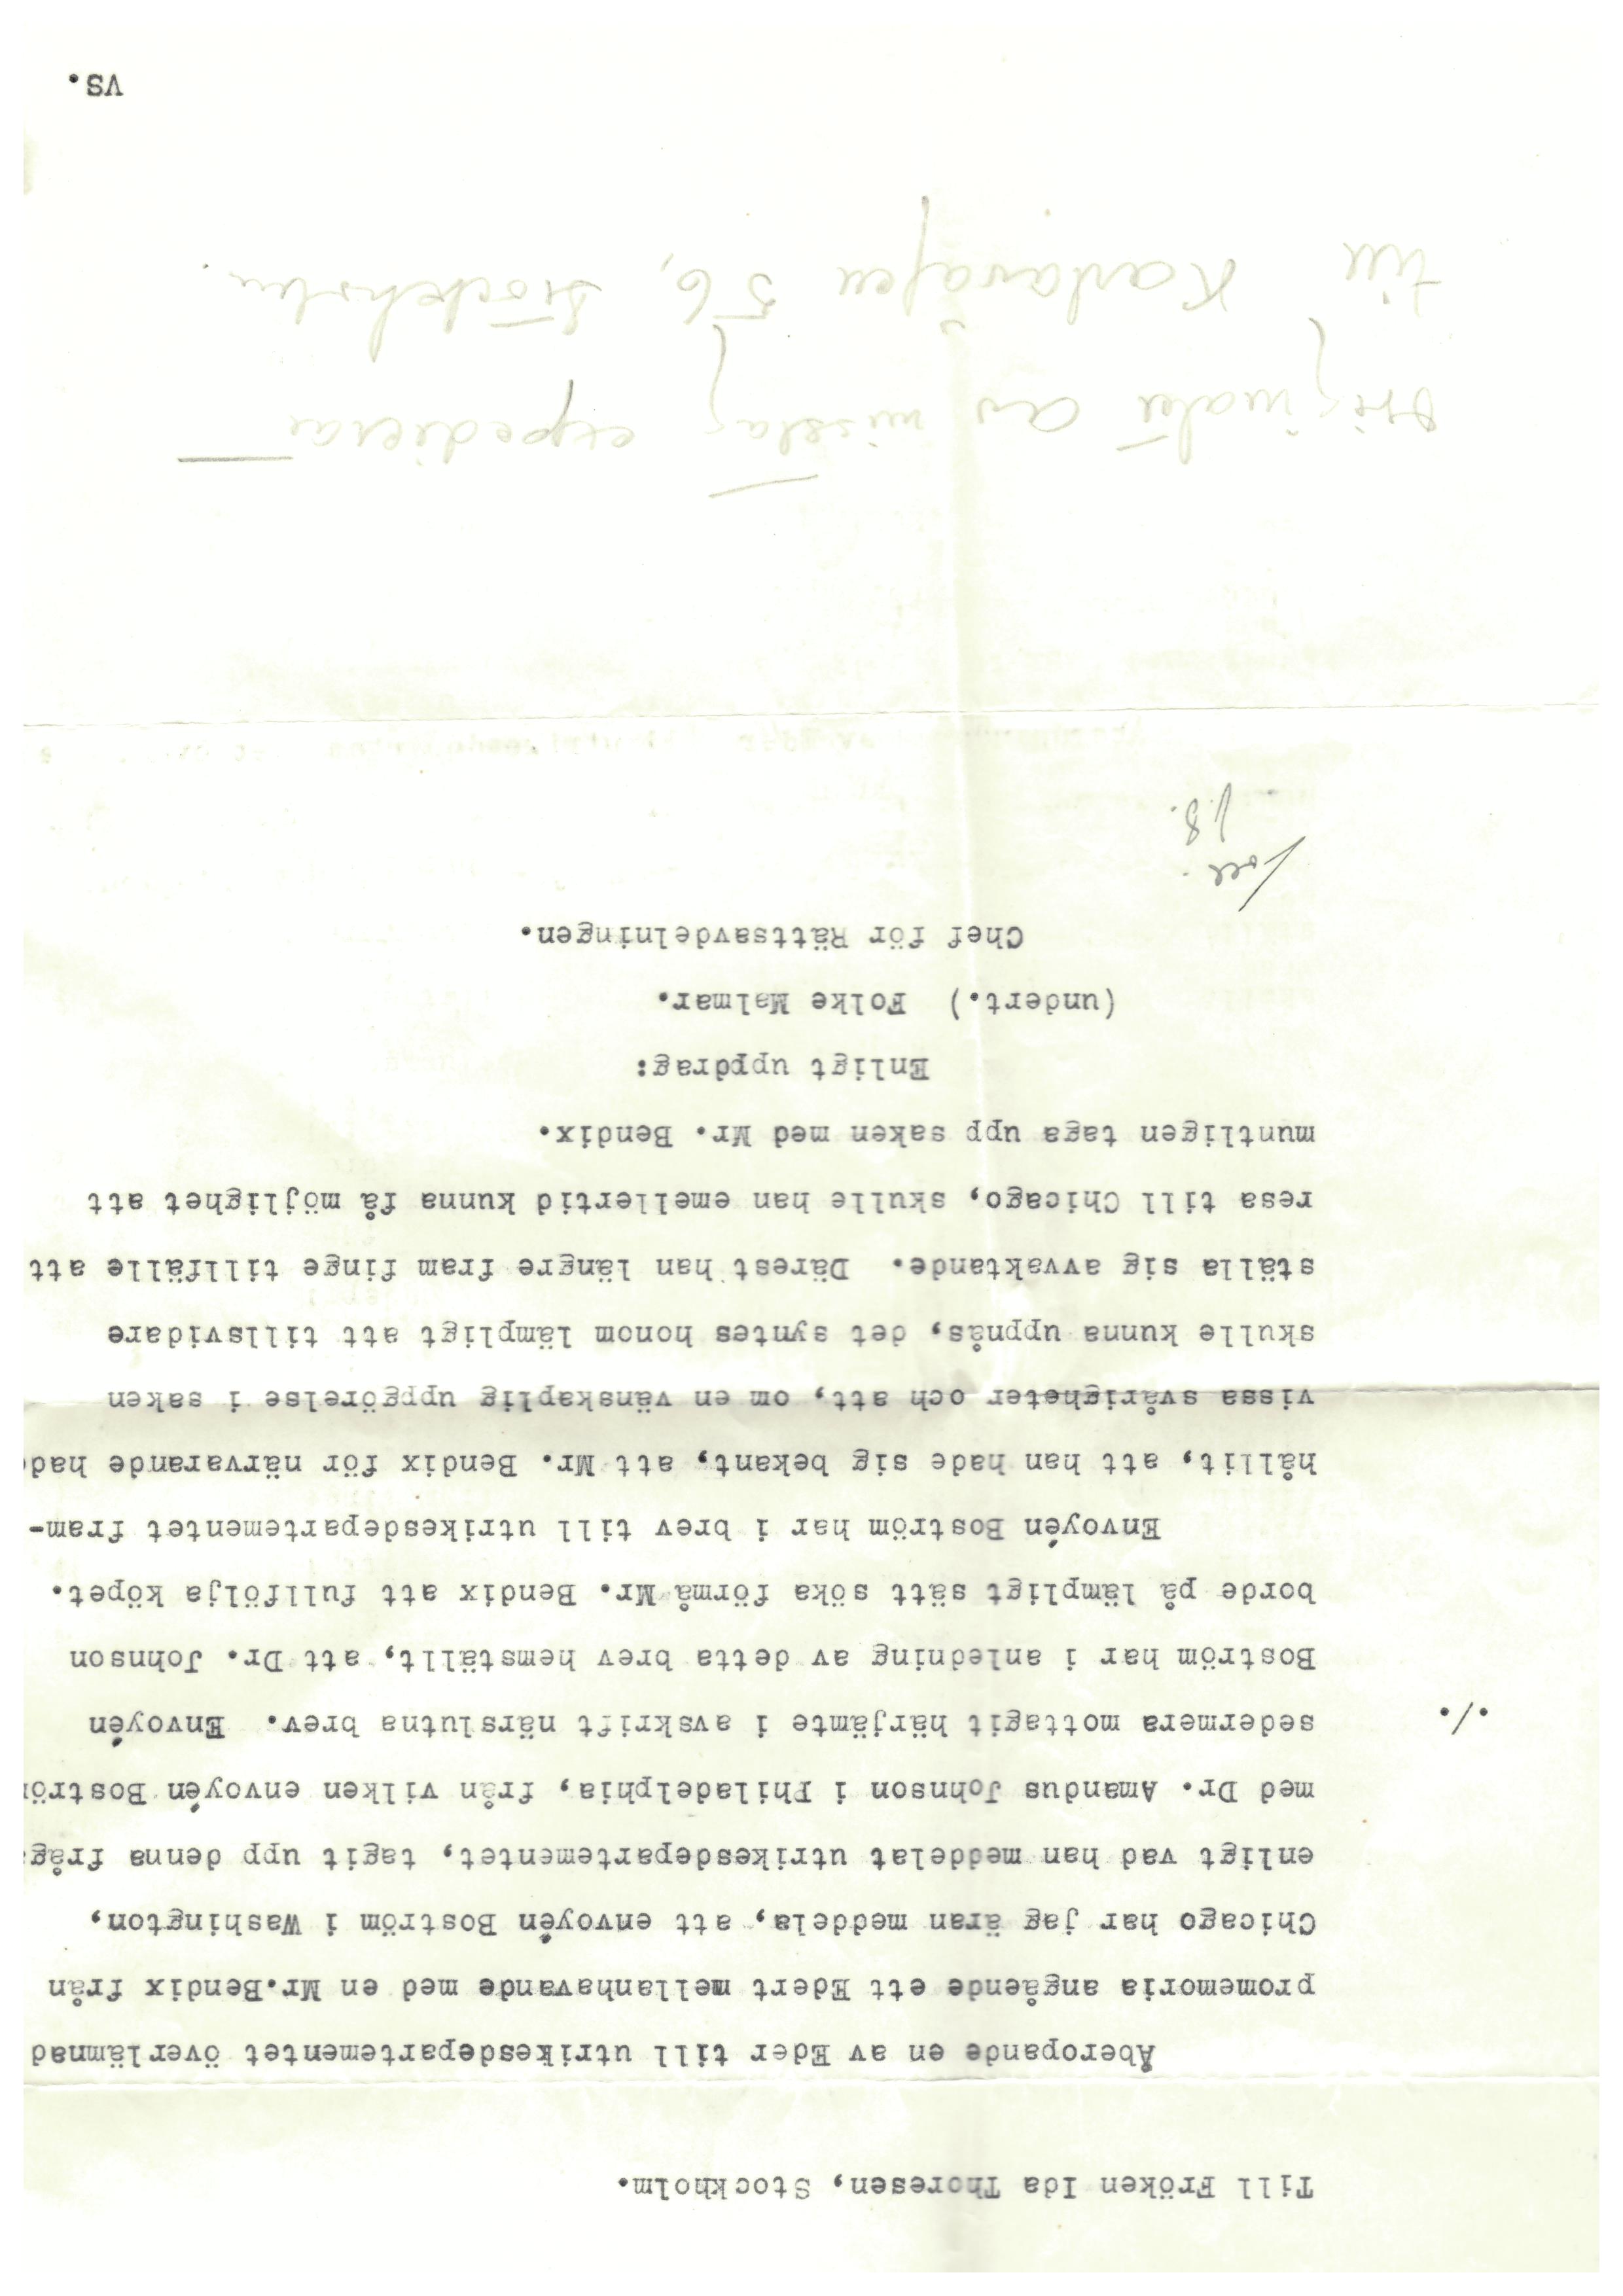 Till Fröken Ida Thoresen, Stockholm.
Åberopande en av Eder till utrikesdepartementet överlämnad
promemoria angående ett Edert mellanhavande med en Mr.Bendix från
Chicago har jag äran meddela, att envoyén Boström i Washington,
enligt vad han meddelat utrikesdepartementet, tagit upp denna fråga
med Dr. Amandus Johnson i Philadelphia, från vilken envoyén Boström
./. sedermera mottagit härjämte i avskrift närslutna brev. Envoyén
Boström har i anledning av detta brev hemställt, att Dr. Johnson
borde på lämpligt sätt söka förmå Mr. Bendix att fullfölja köpet.
Envoyén Boström har i brev till utrikesdepartementet fram-
hållit, att han hade sig bekant, att Mr. Bendix för närvarande hade
vissa svårigheter och att, om en vänskaplig uppgörelse i saken
skulle kunna uppnås, det syntes honom lämpligt att tillsvidare
ställa sig avvaktande. Därest han längre fram finge tillfälle att
resa till Chicago, skulle han emellertid kunna få möjlighet att
muntligen taga upp saken med Mr. Bendix.
Enligt uppdrag:
(undert.) Folke Malmar.
Chef för Rättsavdelningen.
originalet av missiv expedieras
till Karlavägen 56, Stockholm
vs.